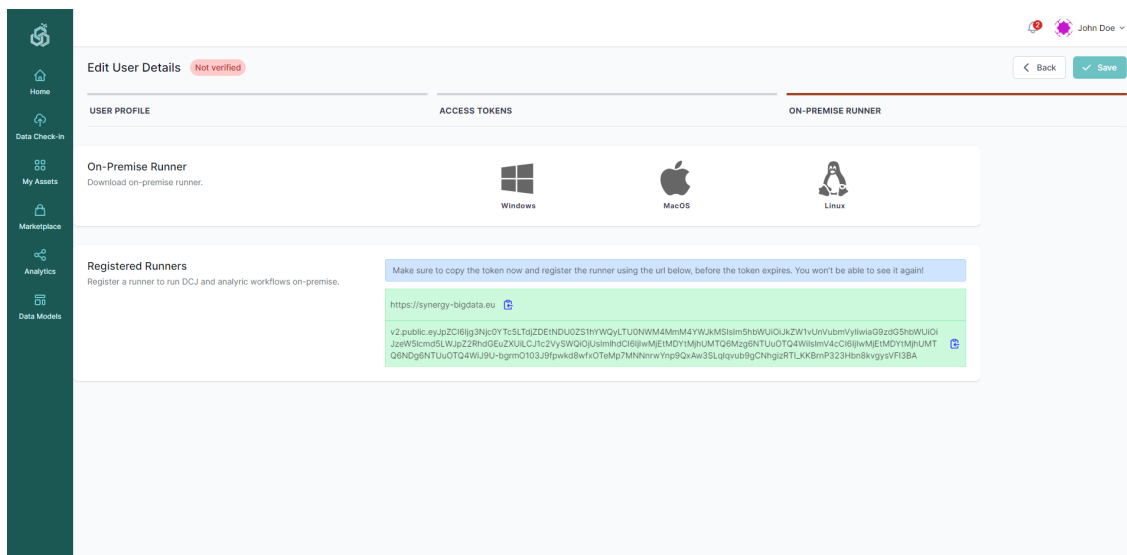 2
John Doe
Edit User Details
Not verified
Back
Save
Home
Data Check-in
My Assets
Marketplace
Analytics
Data Models
USER PROFILE
ACCESS TOKENS
ON-PREMISE RUNNER
On-Premise Runner
Download on-premise runner.
Windows
MacOS
Linux
Registered Runners
Register a runner to run DCJ and analyric workflows on-premise.
Make sure to copy the token now and register the runner using the url below, before the token expires. You won't be able to see it again!
https://synergy-bigdata.eu